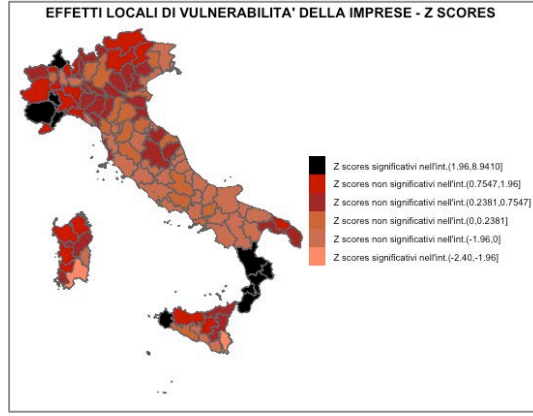 EFFETTI LOCALI DI VULNERABILITA' DELLA IMPRESE - Z SCORES
Z scores significativi nell'int.(1.96,8.9410]
Z scores non significativi nell'int.(0.7547,1.96]
Z scores non significativi nell'int.(0.2381,0.7547]
Z scores non significativi nell'int.(0,0.2381]
Z scores non significativi nell'int.(-1.96,0]
Z scores significativi nell'int.(-2.40,-1.96]